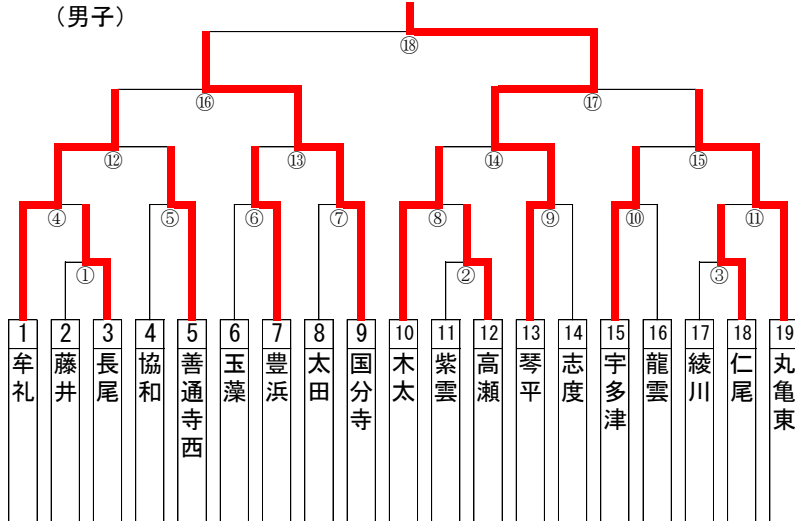 （男子）
⑱
⑯
⑰
⑫
⑬
⑭
⑮
④
⑤
⑥
⑦
⑧
⑨
⑩
⑪
①
②
③
1 2 3 4 5 6 7 8 9 10 11 12 13 14 15 16 17 18 19
牟礼
藤井
長尾
協和
善通寺西
玉藻
豊浜
太田
国分寺
木太
紫雲
高瀬
琴平
志度
宇多津
龍雲
綾川
仁尾
丸亀東